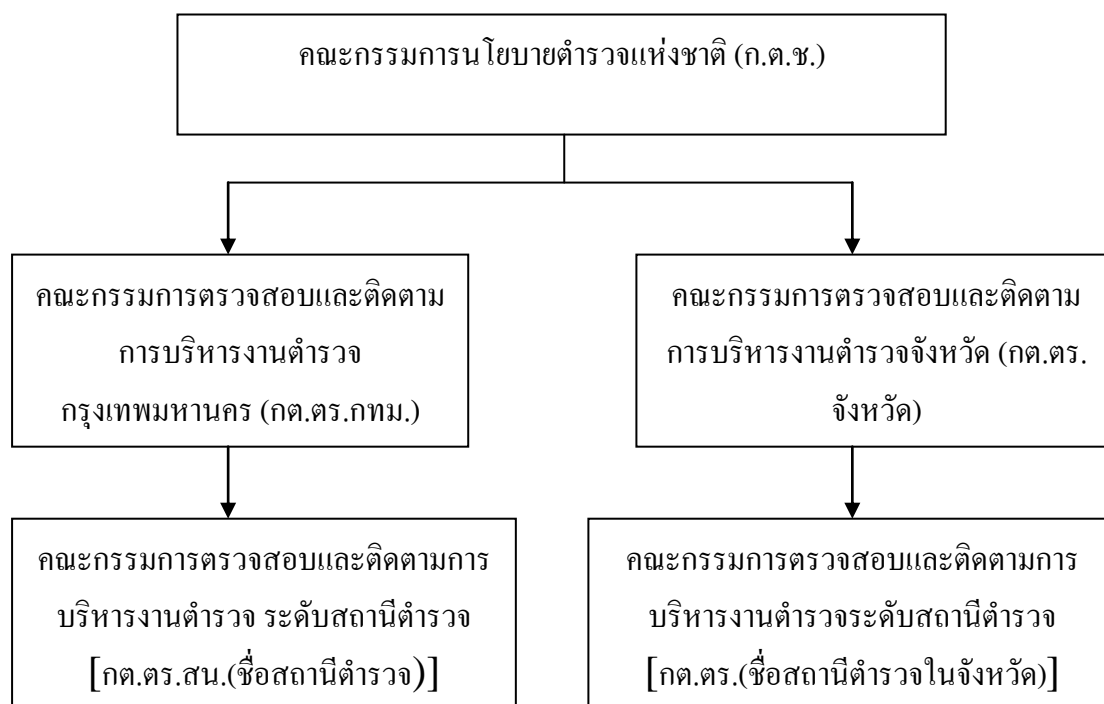 คณะกรรมการนโยบายตำรวจแห่งชาติ (ก.ต.ช.)
คณะกรรมการตรวจสอบและติดตาม
การบริหารงานตำรวจ
กรุงเทพมหานคร (กต.ตร.กทม.)
คณะกรรมการตรวจสอบและติดตาม
การบริหารงานตำรวจจังหวัด (กต.ตร.
จังหวัด)
คณะกรรมการตรวจสอบและติดตามการ
บริหารงานตำรวจ ระดับสถานีตำรวจ
[กต.ตร.สน.(ชื่อสถานีตำรวจ)]
คณะกรรมการตรวจสอบและติดตามการ
บริหารงานตำรวจระดับสถานีตำรวจ
[กต.ตร.(ชื่อสถานีตำรวจในจังหวัด)]